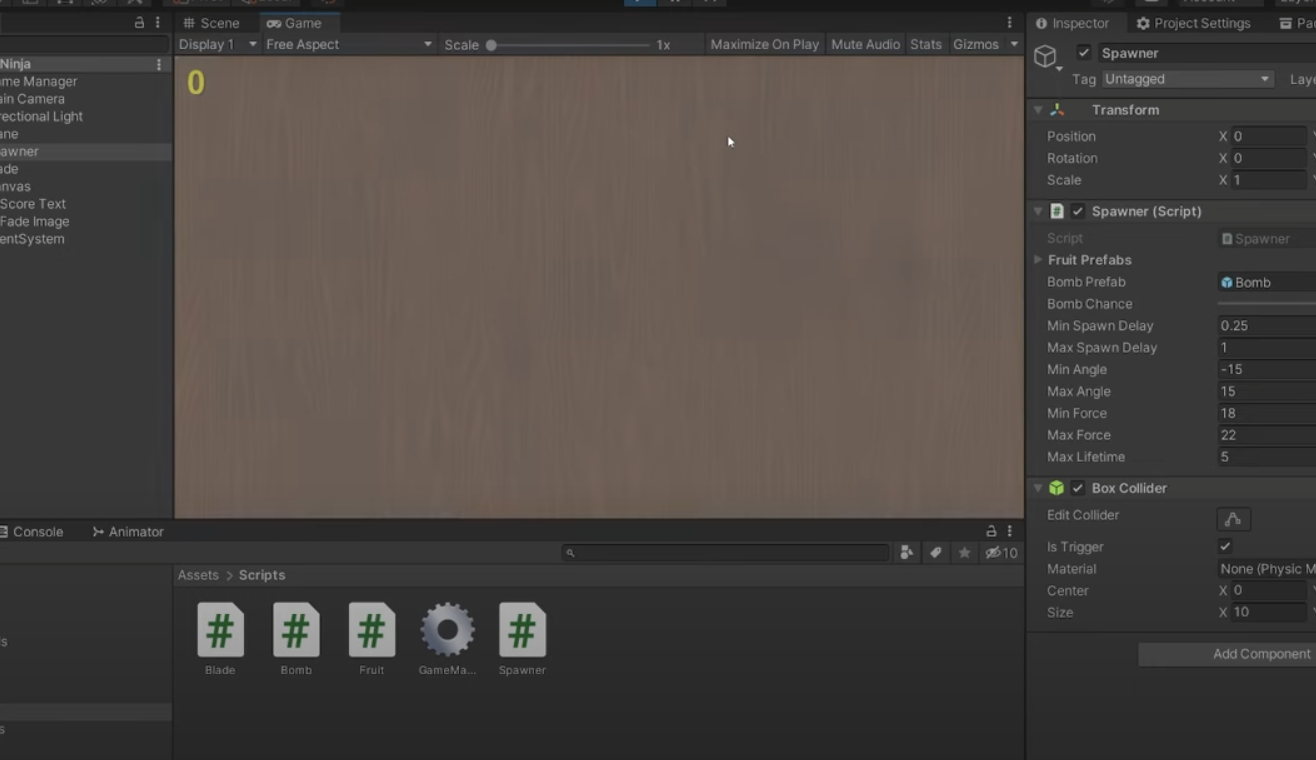 Scene
Game
Display 1
Free Aspect
Scale
1x
Maximize On Play
Mute Audio
Stats
Gizmos
0
Ninja
me Manager
ain Camera
rectional Light
ane
awner
ade
anvas
Score Text
Fade Image
entSystem
Console
Animator
10
Assets > Scripts
Blade
Bomb
Fruit
GameMa...
Spawner
Inspector
Project Settings
Pac
Spawner
Tag Untagged
Laye
Transform
Position X 0
Rotation X 0
Scale X 1
Spawner (Script)
Script Spawner
Fruit Prefabs
Bomb Prefab Bomb
Bomb Chance
Min Spawn Delay 0.25
Max Spawn Delay 1
Min Angle -15
Max Angle 15
Min Force 18
Max Force 22
Max Lifetime 5
Box Collider
Edit Collider
Is Trigger
Material None (Physic M
Center X 0
Size X 10
Add Component